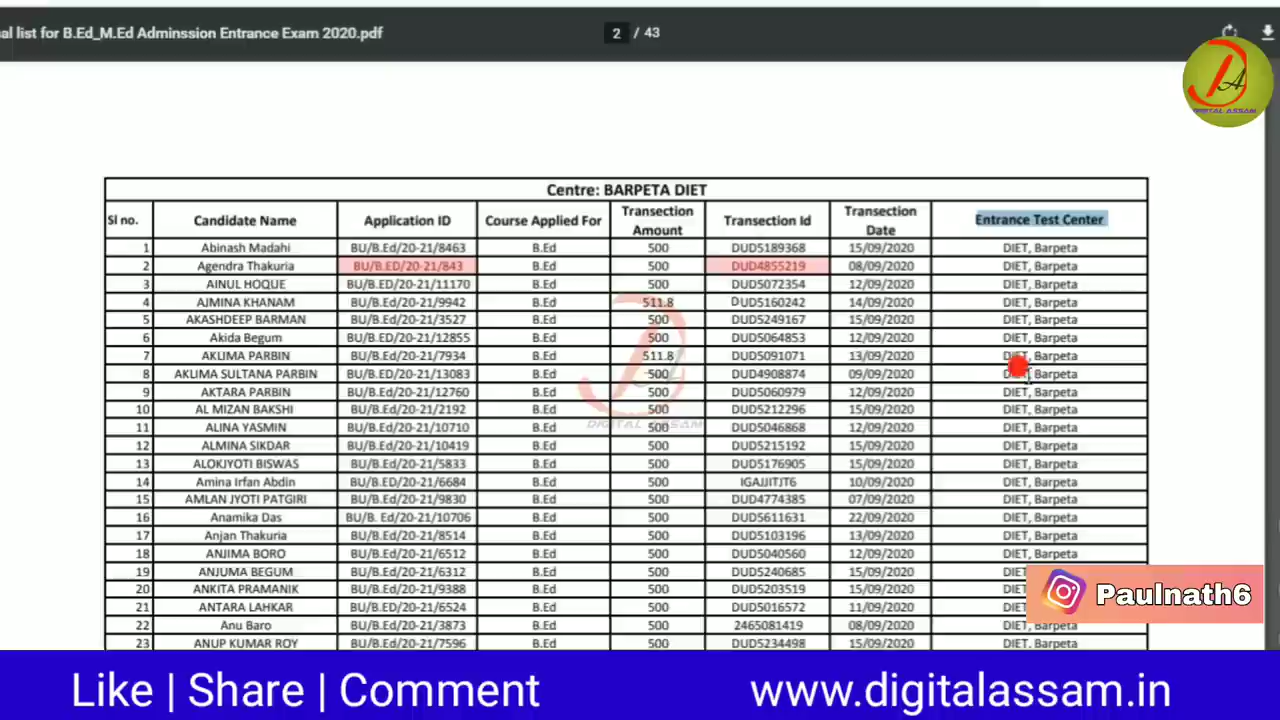 al list for B.Ed_M.Ed Adminssion Entrance Exam 2020.pdf 2 / 43
DIGITAL ASSAM
Centre: BARPETA DIET
Sl no. Candidate Name Application ID Course Applied For Transection Amount Transection Id Transection Date Entrance Test Center
1 Abinash Madahi BU/B.Ed/20-21/8463 B.Ed 500 DUD5189368 15/09/2020 DIET, Barpeta
2 Agendra Thakuria BU/B.ED/20-21/843 B.Ed 500 DUD4855219 08/09/2020 DIET, Barpeta
3 AINUL HOQUE BU/B.ED/20-21/11170 B.Ed 500 DUD5072354 12/09/2020 DIET, Barpeta
4 AJMINA KHANAM BU/B.Ed/20-21/9942 B.Ed 511.8 DUD5160242 14/09/2020 DIET, Barpeta
5 AKASHDEEP BARMAN BU/B.Ed/20-21/3527 B.Ed 500 DUD5249167 15/09/2020 DIET, Barpeta
6 Akida Begum BU/B.ED/20-21/12855 B.Ed 500 DUD5064853 12/09/2020 DIET, Barpeta
7 AKLIMA PARBIN BU/B.Ed/20-21/7934 B.Ed 511.8 DUD5091071 13/09/2020 DIET, Barpeta
8 AKLIMA SULTANA PARBIN BU/B.ED/20-21/13083 B.Ed 500 DUD4908874 09/09/2020 Barpeta
9 AKTARA PARBIN BU/B.ED/20-21/12760 B.Ed 500 DUD5060979 12/09/2020 DIET, Barpeta
10 AL MIZAN BAKSHI BU/B.Ed/20-21/2192 B.Ed 500 DUD5212296 15/09/2020 DIET, Barpeta
11 ALINA YASMIN BU/B.Ed/20-21/10710 B.Ed 500 DUD5046868 12/09/2020 DIET, Barpeta
12 ALMINA SIKDAR BU/B.Ed/20-21/10419 B.Ed 500 DUD5215192 15/09/2020 DIET, Barpeta
13 ALOKJYOTI BISWAS BU/B.Ed/20-21/5833 B.Ed 500 DUD5176905 15/09/2020 DIET, Barpeta
14 Amina Irfan Abdin BU/B.Ed/20-21/6684 B.Ed 500 IGAJJITJT6 10/09/2020 DIET, Barpeta
15 AMLAN JYOTI PATGIRI BU/B.Ed/20-21/9830 B.Ed 500 DUD4774385 07/09/2020 DIET, Barpeta
16 Anamika Das BU/B. Ed/20-21/10706 B.Ed 500 DUD5611631 22/09/2020 DIET, Barpeta
17 Anjan Thakuria BU/B.Ed/20-21/8514 B.Ed 500 DUD5103196 13/09/2020 DIET, Barpeta
18 ANJIMA BORO BU/B.Ed/20-21/6512 B.Ed 500 DUD5040560 12/09/2020 DIET, Barpeta
19 ANJUMA BEGUM BU/B.Ed/20-21/6312 B.Ed 500 DUD5240685 15/09/2020
20 ANKITA PRAMANIK BU/B.Ed/20-21/9388 B.Ed 500 DUD5203519 15/09/2020
21 ANTARA LAHKAR BU/B.Ed/20-21/6524 B.Ed 500 DUD5016572 11/09/2020
22 Anu Baro BU/B.Ed/20-21/3873 B.Ed 500 2465081419 08/09/2020 DIET, Barpeta
23 ANUP KUMAR ROY BU/B.Ed/20-21/7596 B.Ed 500 DUD5234498 15/09/2020 DIET, Barpeta
DIGITAL ASSAM
Paulnath6
Like | Share | Comment www.digitalassam.in